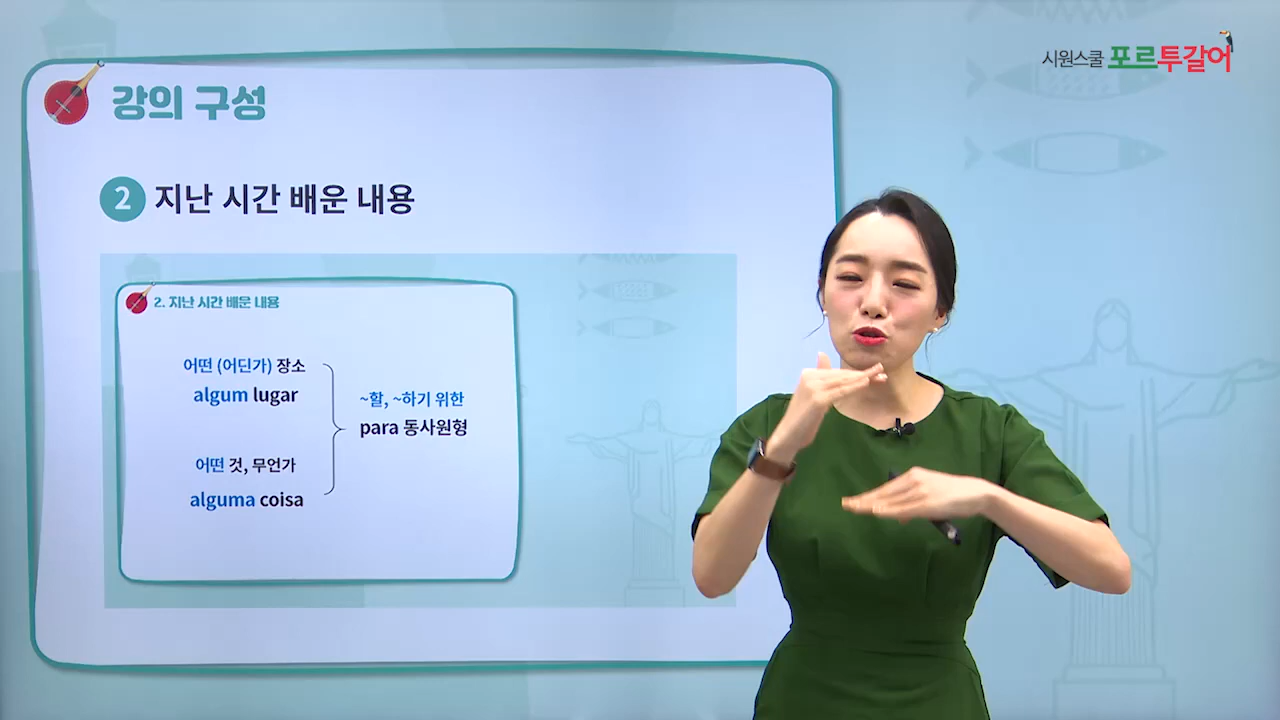 시원스쿨 포르투갈어
강의 구성
2 지난 시간 배운 내용
2. 지난 시간 배운 내용
어떤 (어딘가) 장소
algum lugar
~할, ~하기 위한
para 동사원형
어떤 것, 무언가
alguma coisa